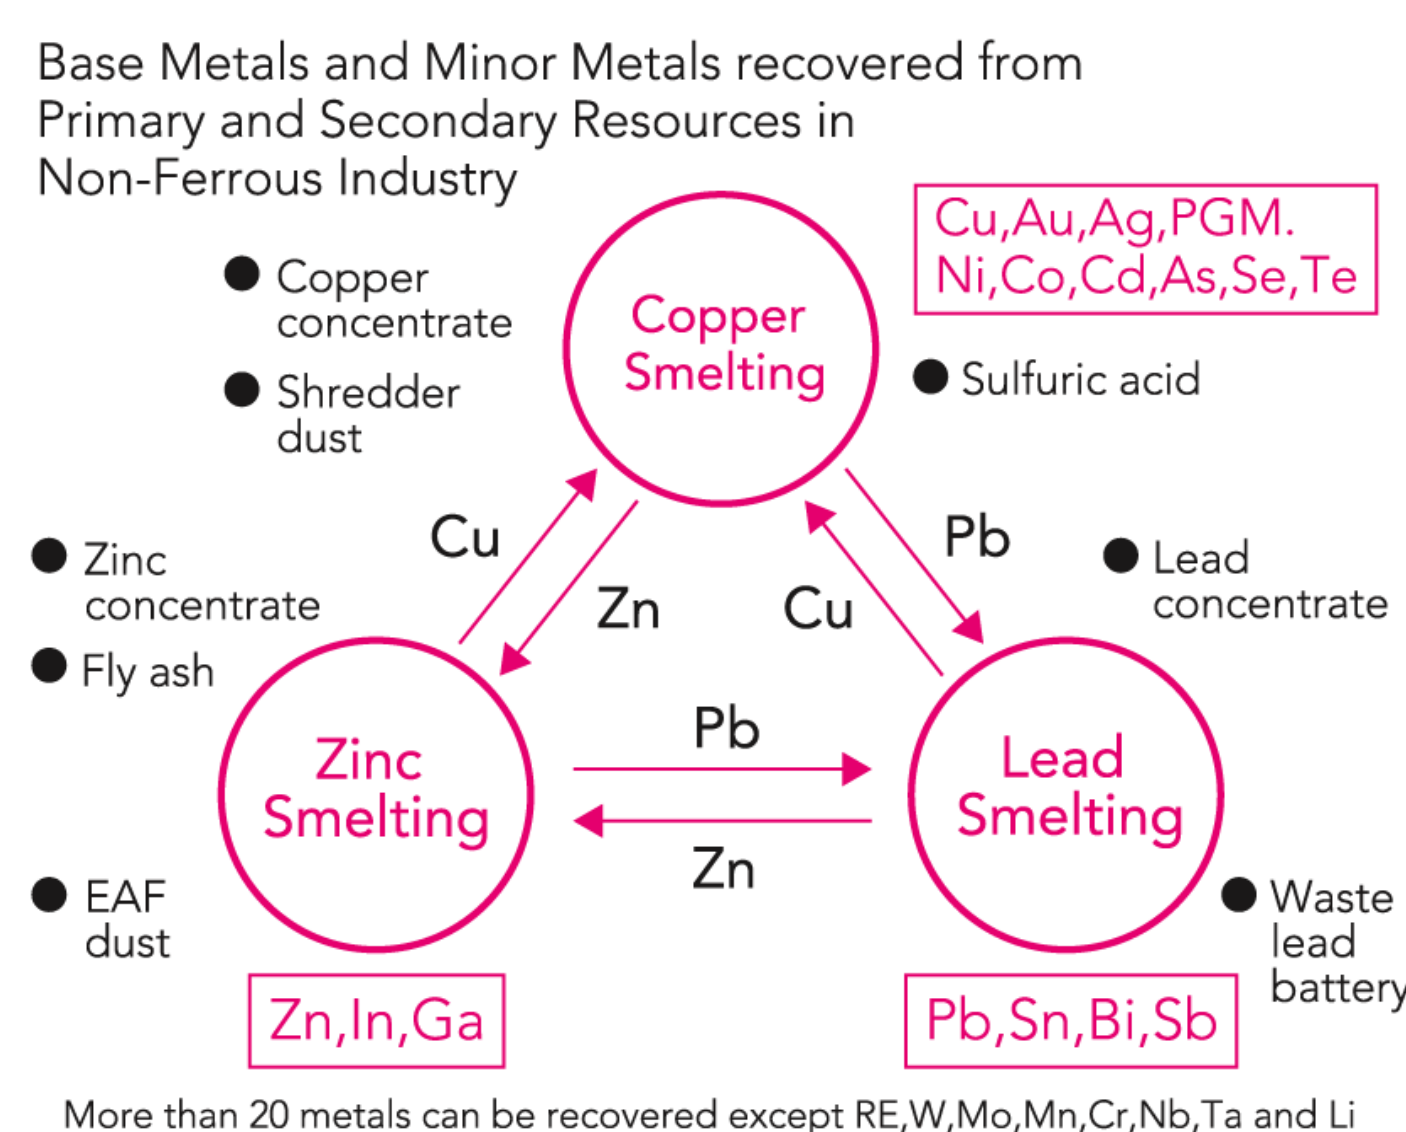 Base Metals and Minor Metals recovered from
Primary and Secondary Resources in
Non-Ferrous Industry
Cu,Au,Ag,PGM.
Ni,Co,Cd,As,Se,Te
Copper
concentrate
Shredder
dust
Copper
Smelting
Sulfuric acid
Cu
Zn
Cu
Pb
Zinc
concentrate
Fly ash
Lead
concentrate
Zinc
Smelting
Pb
Zn
Lead
Smelting
EAF
dust
Waste
lead
battery
Zn,In,Ga
Pb,Sn,Bi,Sb
More than 20 metals can be recovered except RE,W,Mo,Mn,Cr,Nb,Ta and Li